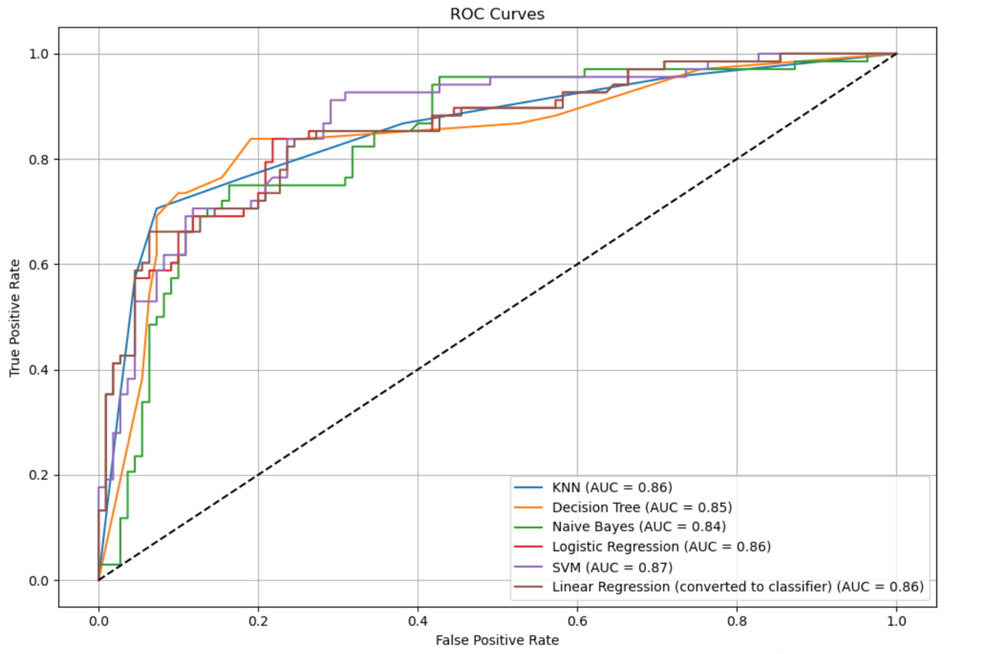 ROC Curves
True Positive Rate
1.0
0.8
0.6
0.4
0.2
0.0
KNN (AUC = 0.86)
Decision Tree (AUC = 0.85)
Naive Bayes (AUC = 0.84)
Logistic Regression (AUC = 0.86)
SVM (AUC = 0.87)
Linear Regression (converted to classifier) (AUC = 0.86)
0.0 0.2 0.4 0.6 0.8 1.0
False Positive Rate